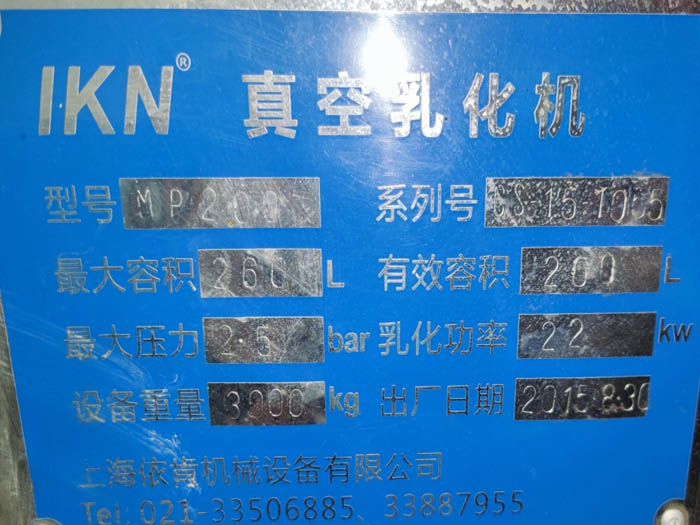 IKN® 真空乳化机
型号 MP200 系列号
最大容积 260 L 有效容积 200 L
最大压力 2.5 bar 乳化功率 22 kw
设备重量 3000 kg 出厂日期 2015.8.30
上海依肯机械设备有限公司
Tel: 021-33506885、33887955